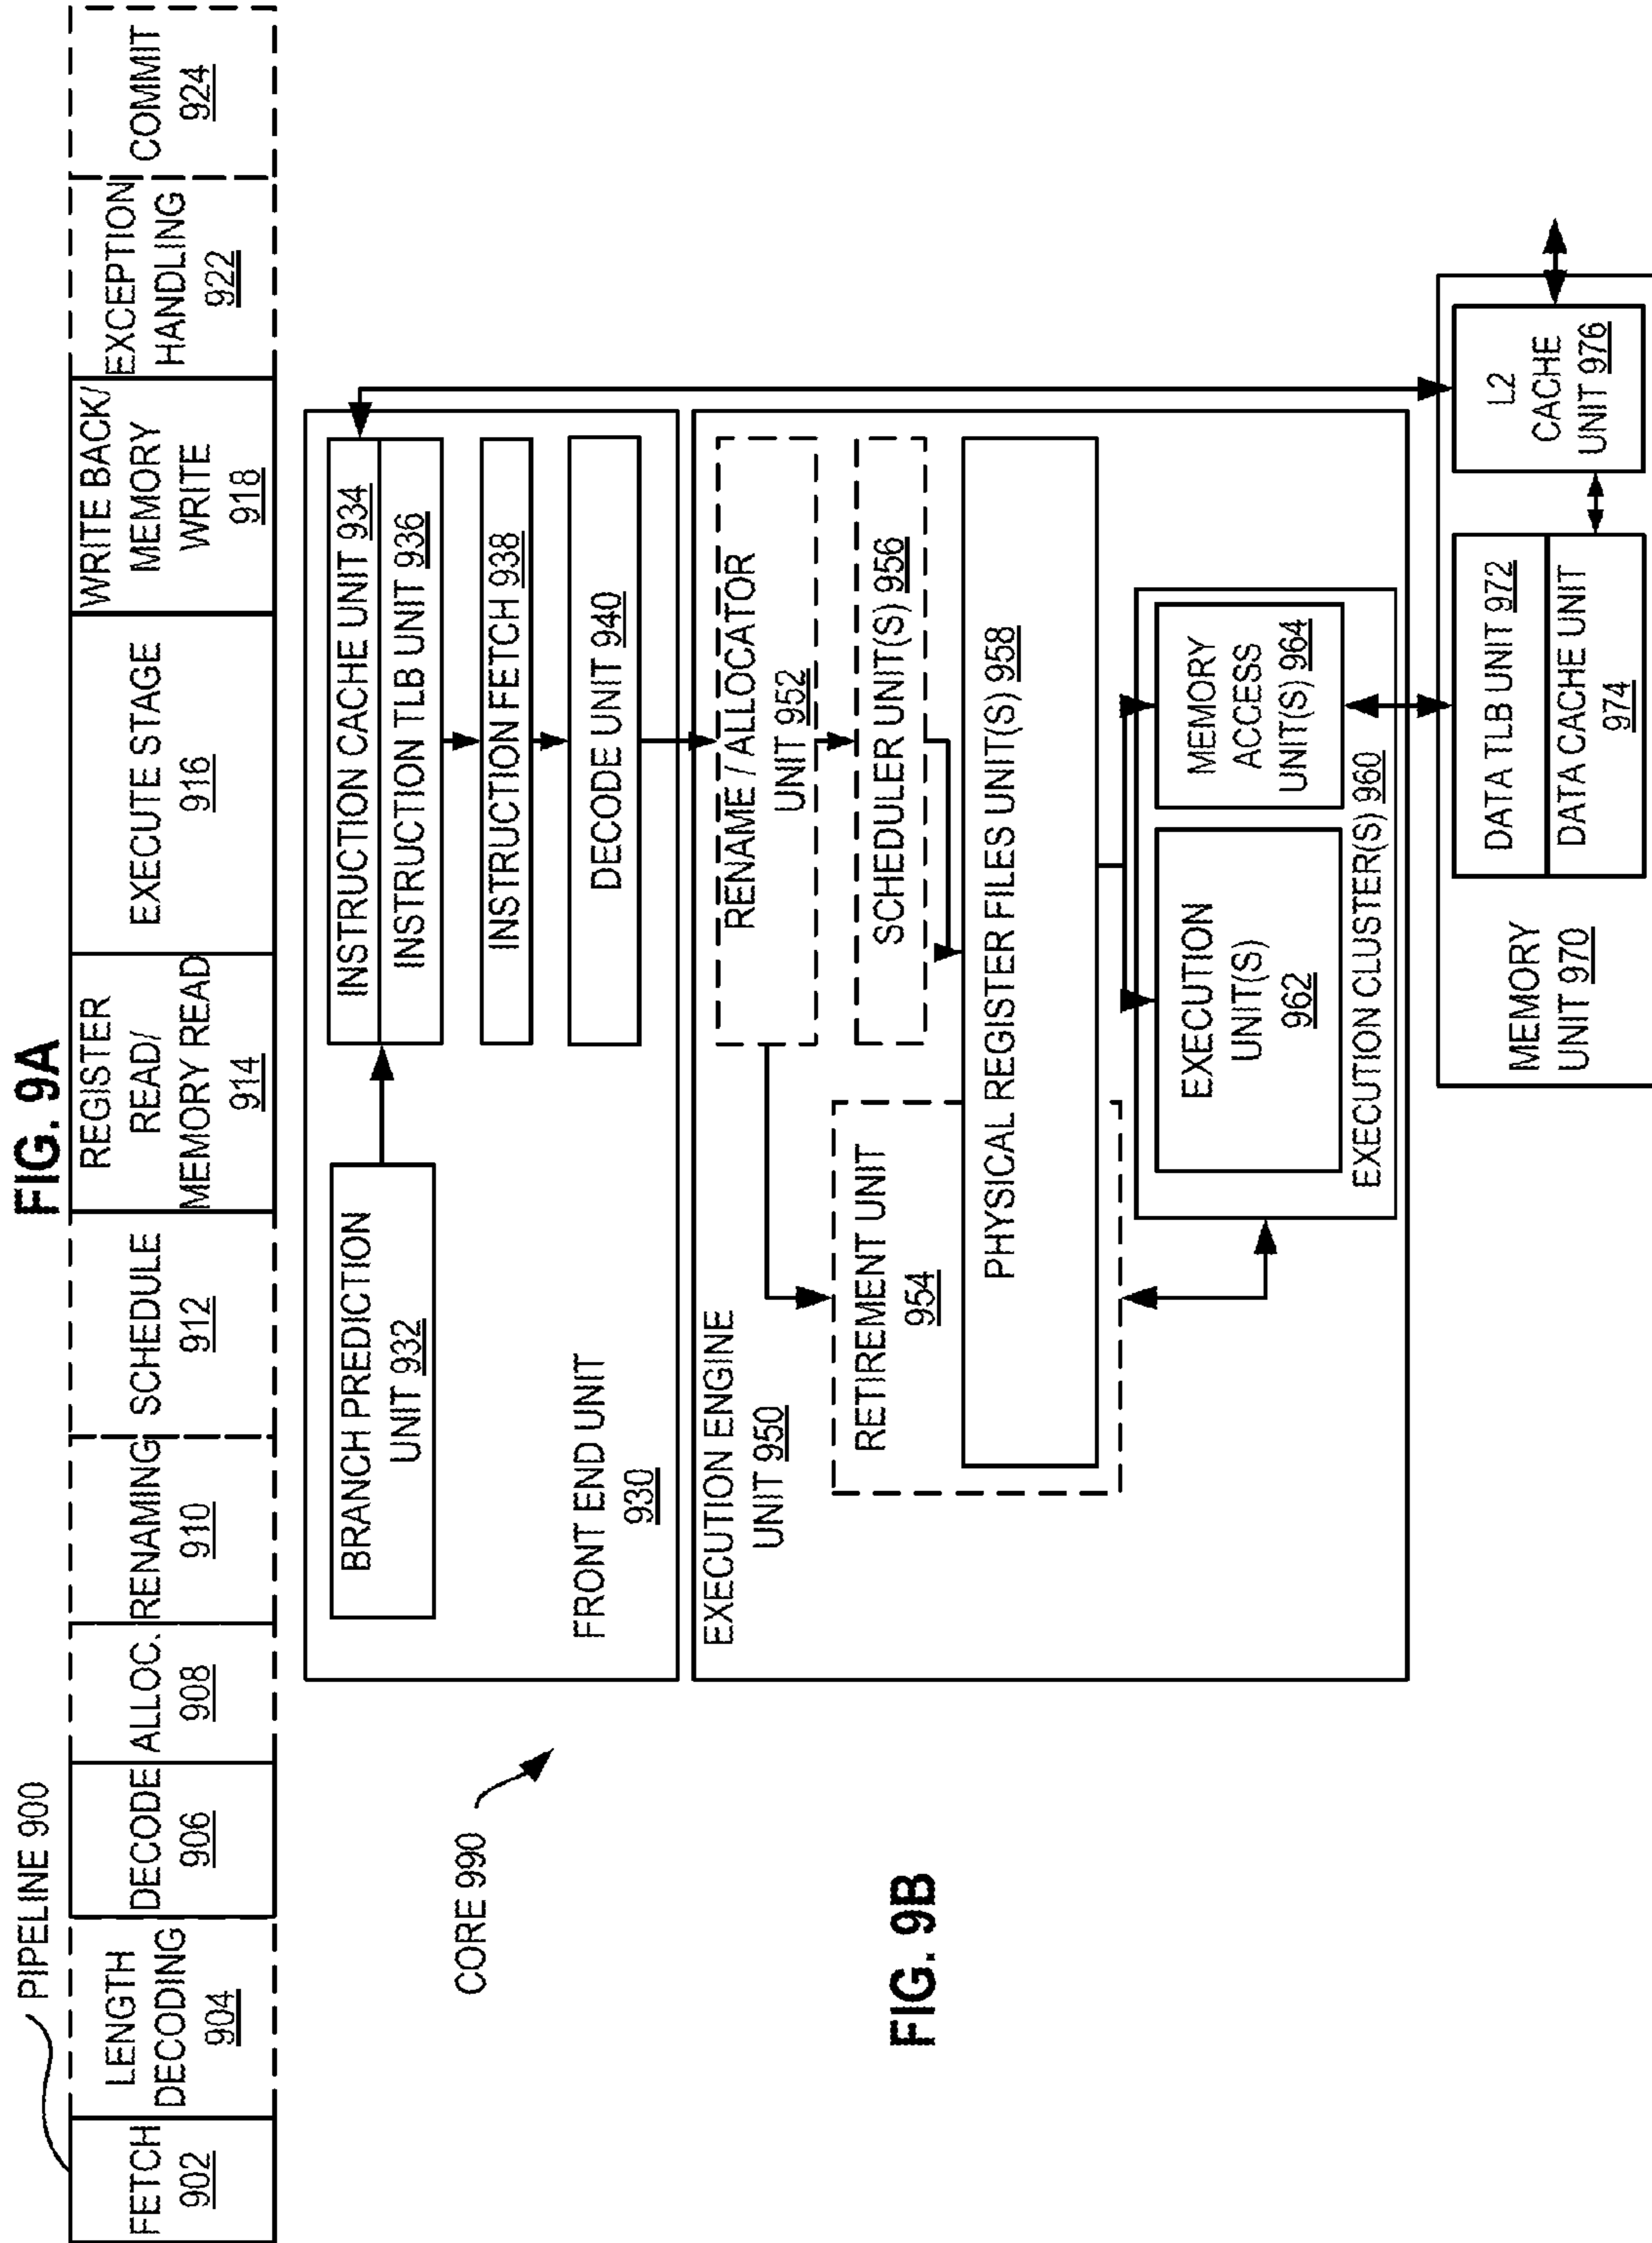 FIG. 9A
PIPELINE 900
FETCH
902
LENGTH
DECODING
904
DECODE
906
ALLOC.
908
RENAMING
910
SCHEDULE
912
REGISTER
READ/
MEMORY READ
914
EXECUTE STAGE
916
WRITE BACK/
MEMORY
WRITE
918
EXCEPTION
HANDLING
922
COMMIT
924
CORE 990
BRANCH PREDICTION
UNIT 932
INSTRUCTION CACHE UNIT 934
INSTRUCTION TLB UNIT 936
INSTRUCTION FETCH 938
DECODE UNIT 940
FRONT END UNIT
930
EXECUTION ENGINE
UNIT 950
RENAME / ALLOCATOR
UNIT 952
RETIREMENT UNIT
954
SCHEDULER UNIT(S) 956
PHYSICAL REGISTER FILES UNIT(S) 958
EXECUTION
UNIT(S)
962
MEMORY
ACCESS
UNIT(S) 964
EXECUTION CLUSTER(S) 960
MEMORY
UNIT 970
DATA TLB UNIT 972
DATA CACHE UNIT
974
L2
CACHE
UNIT 976
FIG. 9B